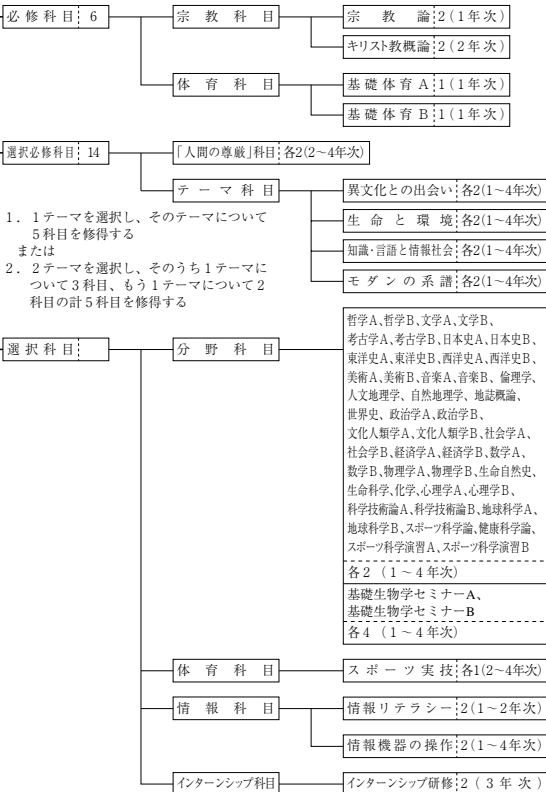 必修科目 6
宗教科目
宗教論 2(1年次)
キリスト教概論 2(2年次)
体育科目
基礎体育A 1(1年次)
基礎体育B 1(1年次)
選択必修科目 14
「人間の尊厳」科目 各2(2~4年次)
テーマ科目
異文化との出会い 各2(1~4年次)
生命と環境 各2(1~4年次)
知識・言語と情報社会 各2(1~4年次)
モダンの系譜 各2(1~4年次)
1. 1テーマを選択し、そのテーマについて
5科目を修得する
または
2. 2テーマを選択し、そのうち1テーマに
ついて3科目、もう1テーマについて2
科目の計5科目を修得する
選択科目
分野科目
哲学A、哲学B、文学A、文学B、
考古学A、考古学B、日本史A、日本史B、
東洋史A、東洋史B、西洋史A、西洋史B、
美術A、美術B、音楽A、音楽B、倫理学、
人文地理学、自然地理学、地誌概論、
世界史、政治学A、政治学B、
文化人類学A、文化人類学B、社会学A、
社会学B、経済学A、経済学B、数学A、
数学B、物理学A、物理学B、生命自然史、
生命科学、化学、心理学A、心理学B、
科学技術論A、科学技術論B、地球科学A、
地球科学B、スポーツ科学論、健康科学論、
スポーツ科学演習A、スポーツ科学演習B
各2 (1~4年次)
基礎生物学セミナーA、
基礎生物学セミナーB
各4 (1~4年次)
体育科目
スポーツ実技 各1(2~4年次)
情報科目
情報リテラシー 2(1~2年次)
情報機器の操作 2(1~4年次)
インターンシップ科目
インターンシップ研修 2(3年次)